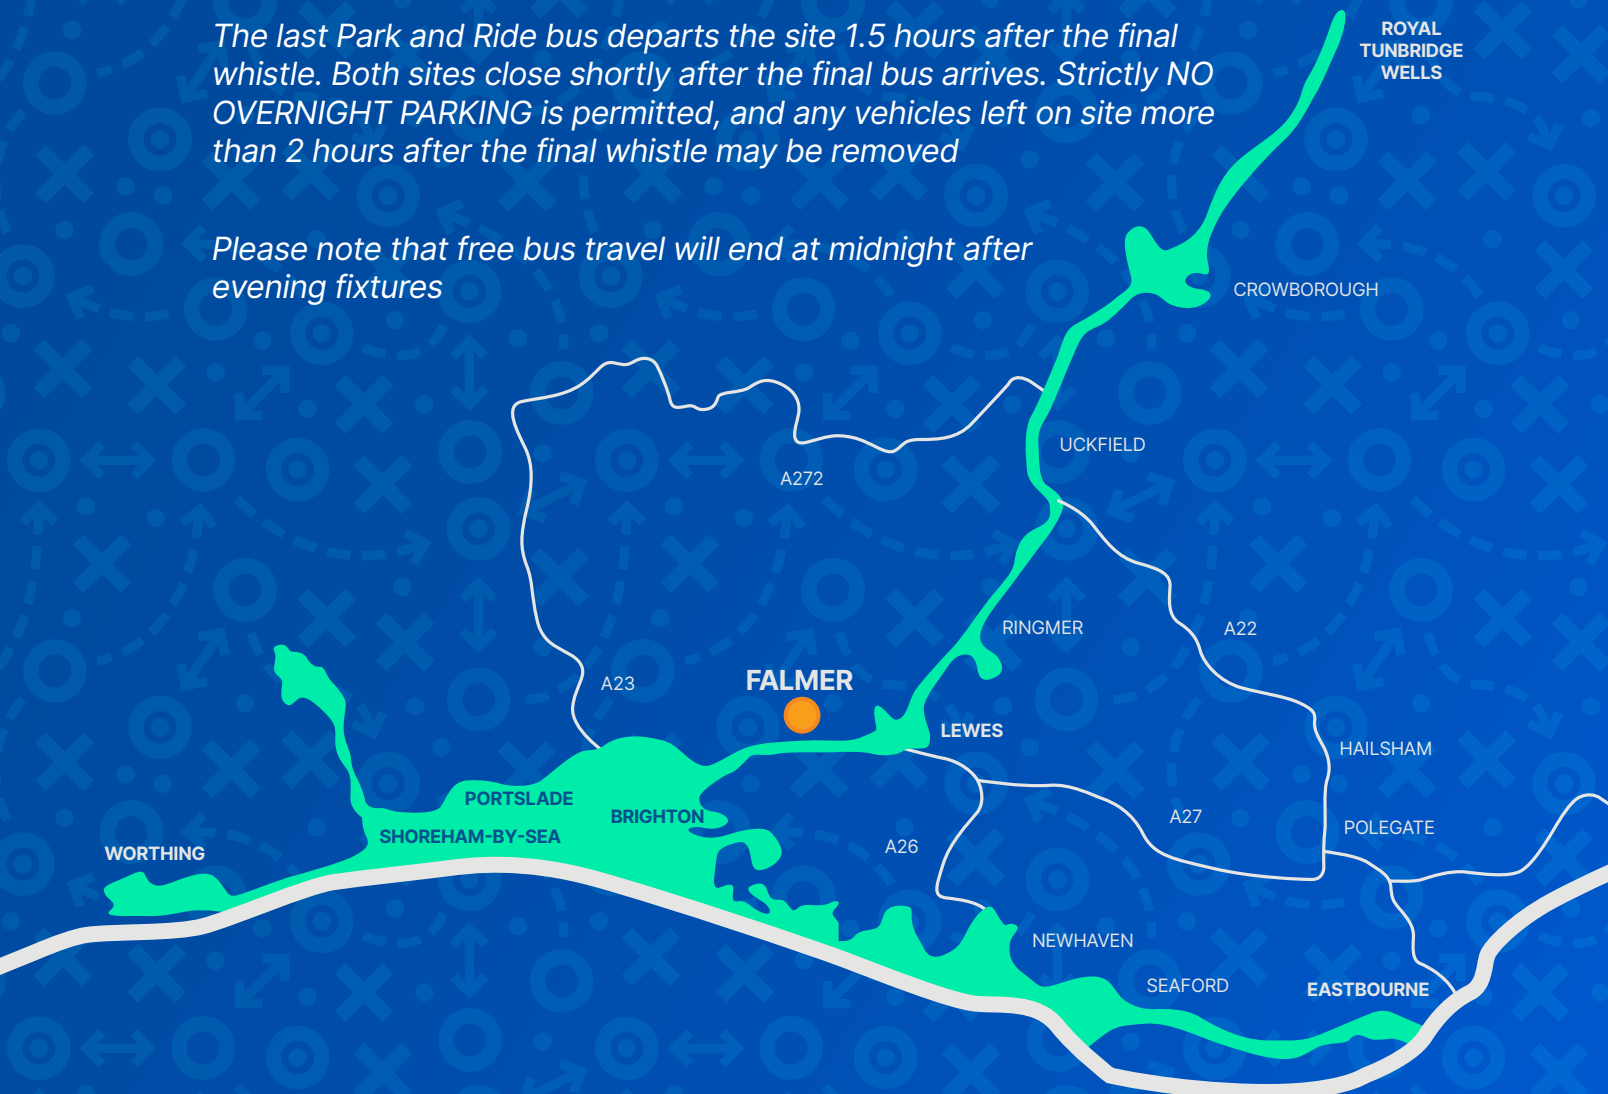 The last Park and Ride bus departs the site 1.5 hours after the final
whistle. Both sites close shortly after the final bus arrives. Strictly NO
OVERNIGHT PARKING is permitted, and any vehicles left on site more
than 2 hours after the final whistle may be removed
Please note that free bus travel will end at midnight after
evening fixtures
ROYAL
TUNBRIDGE
WELLS
CROWBOROUGH
UCKFIELD
A272
RINGMER
A22
FALMER
A23
LEWES
HAILSHAM
PORTSLADE
BRIGHTON
A27
POLEGATE
SHOREHAM-BY-SEA
A26
WORTHING
NEWHAVEN
SEAFORD
EASTBOURNE